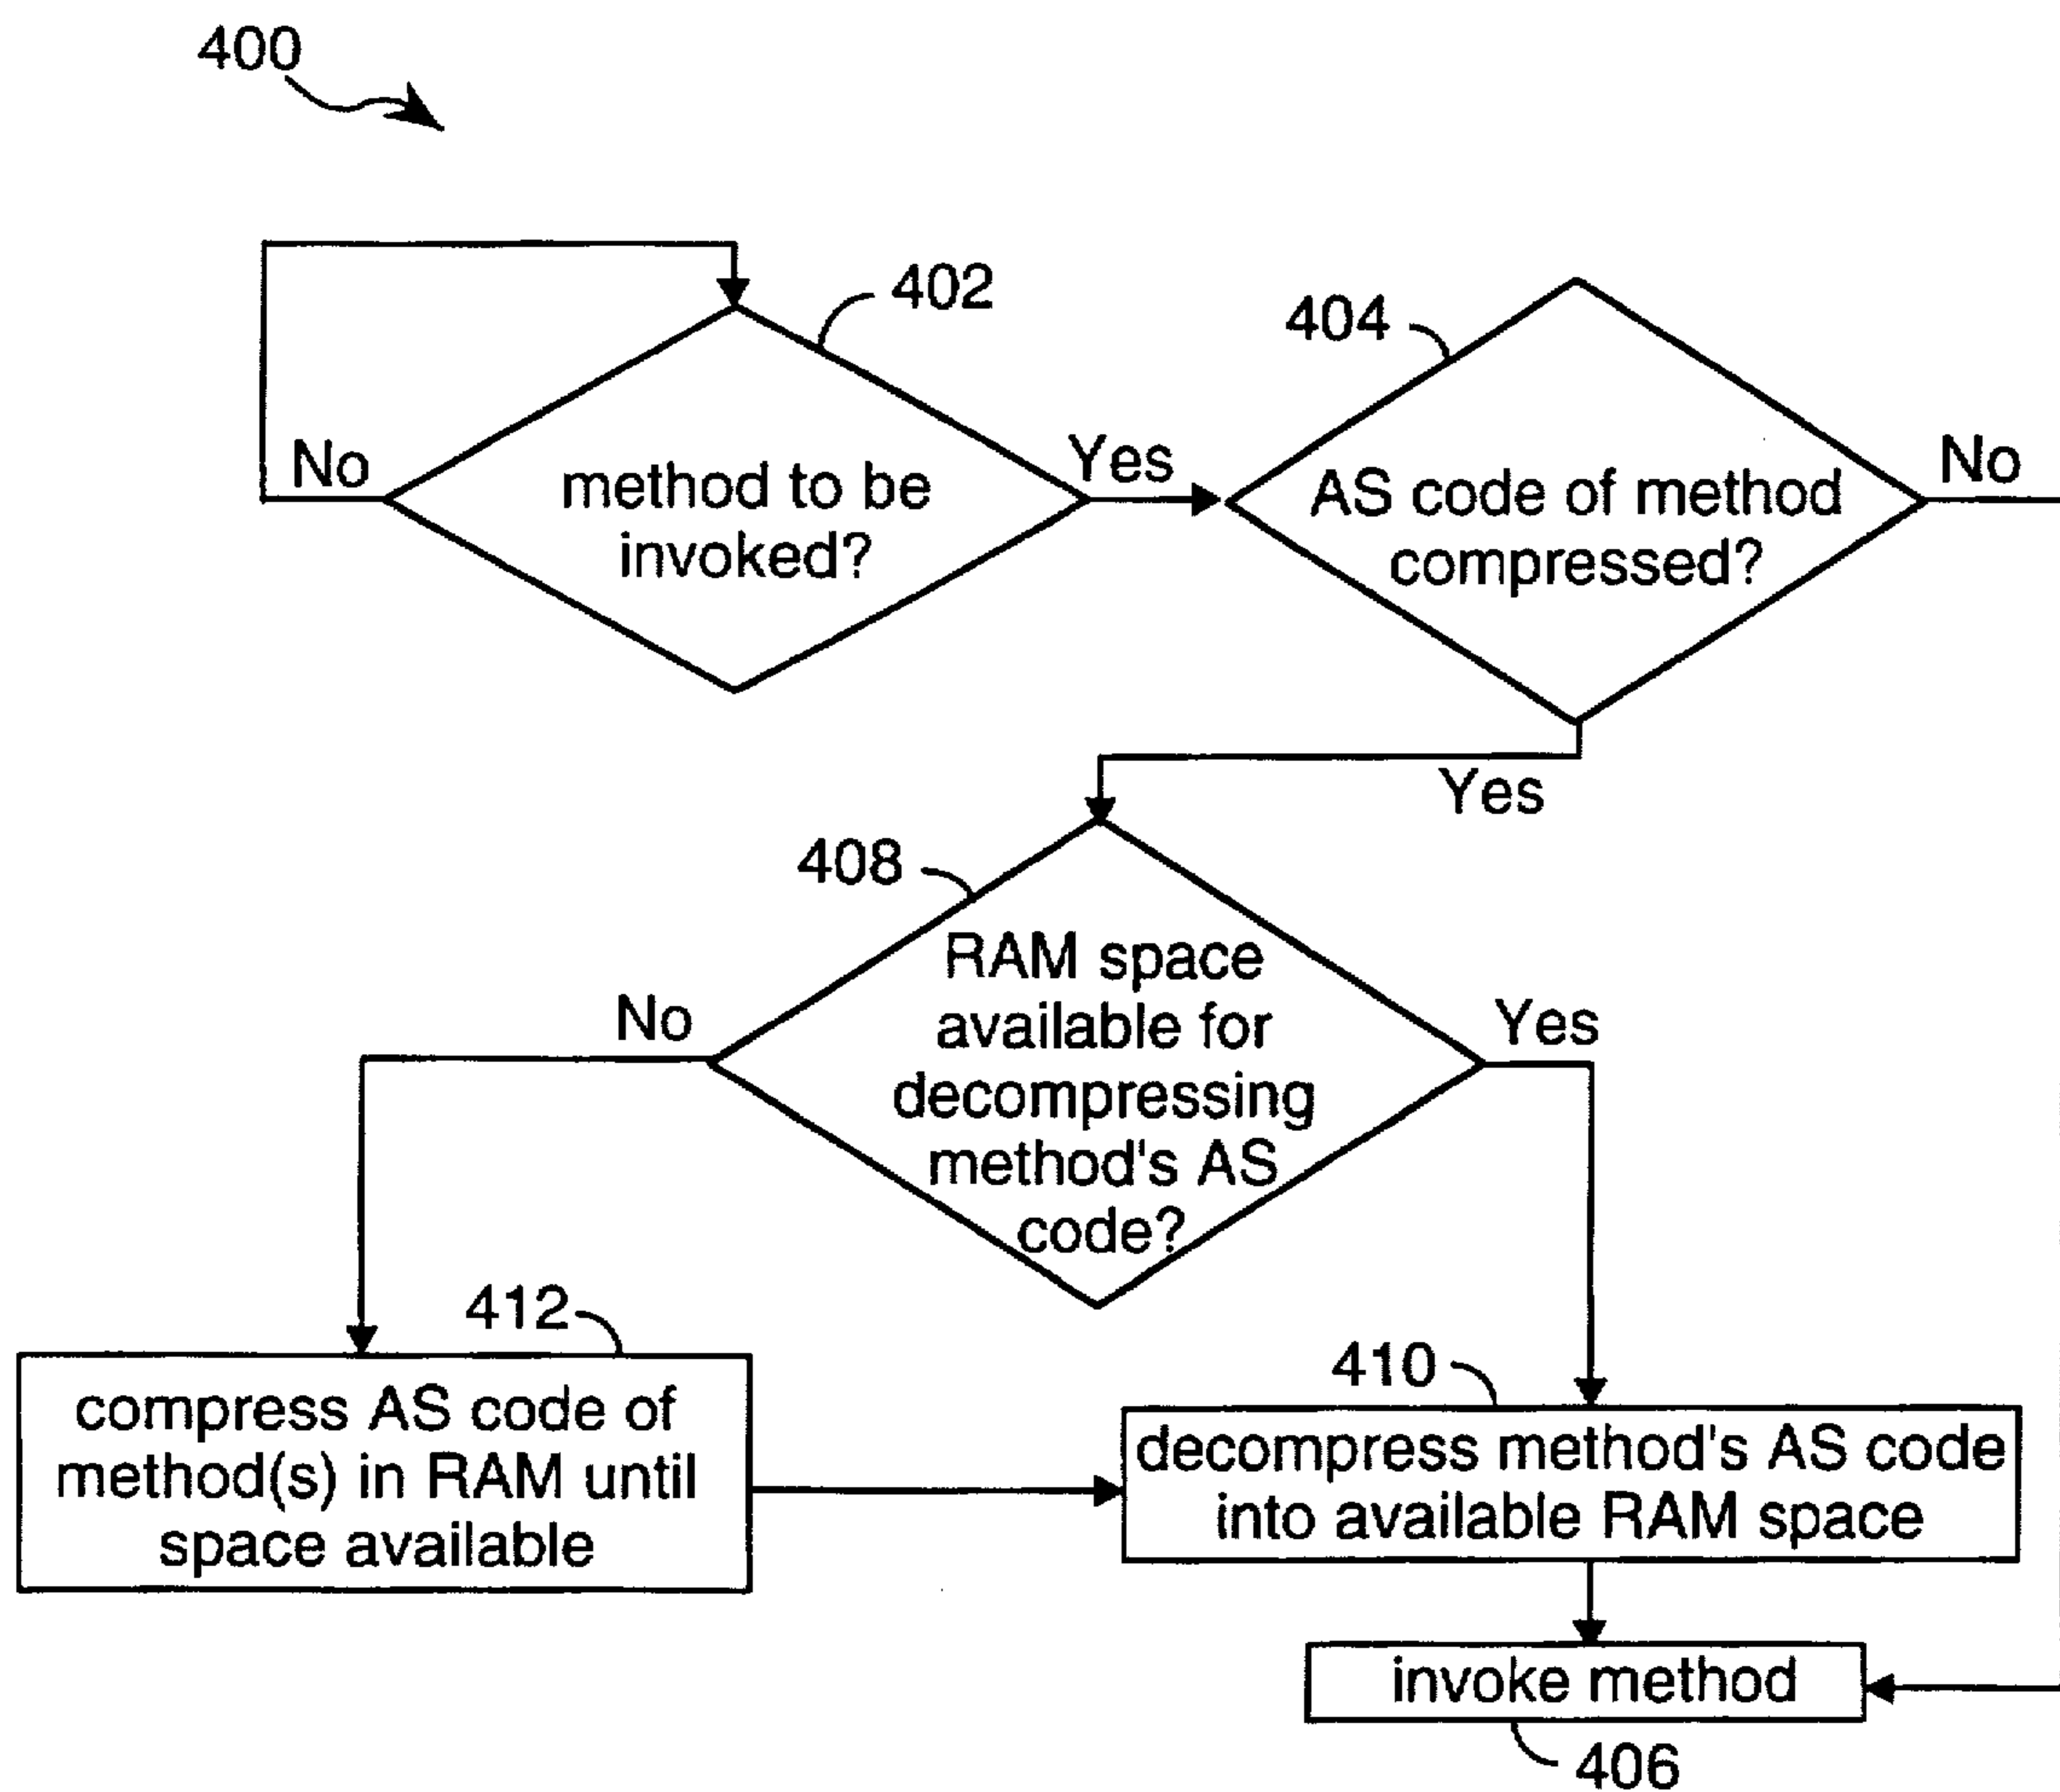 400
402
404
No
method to be
invoked?
Yes
AS code of method
compressed?
No
Yes
408
RAM space
available for
decompressing
method's AS
code?
No
Yes
412
compress AS code of
method(s) in RAM until
space available
410
decompress method's AS code
into available RAM space
invoke method
406